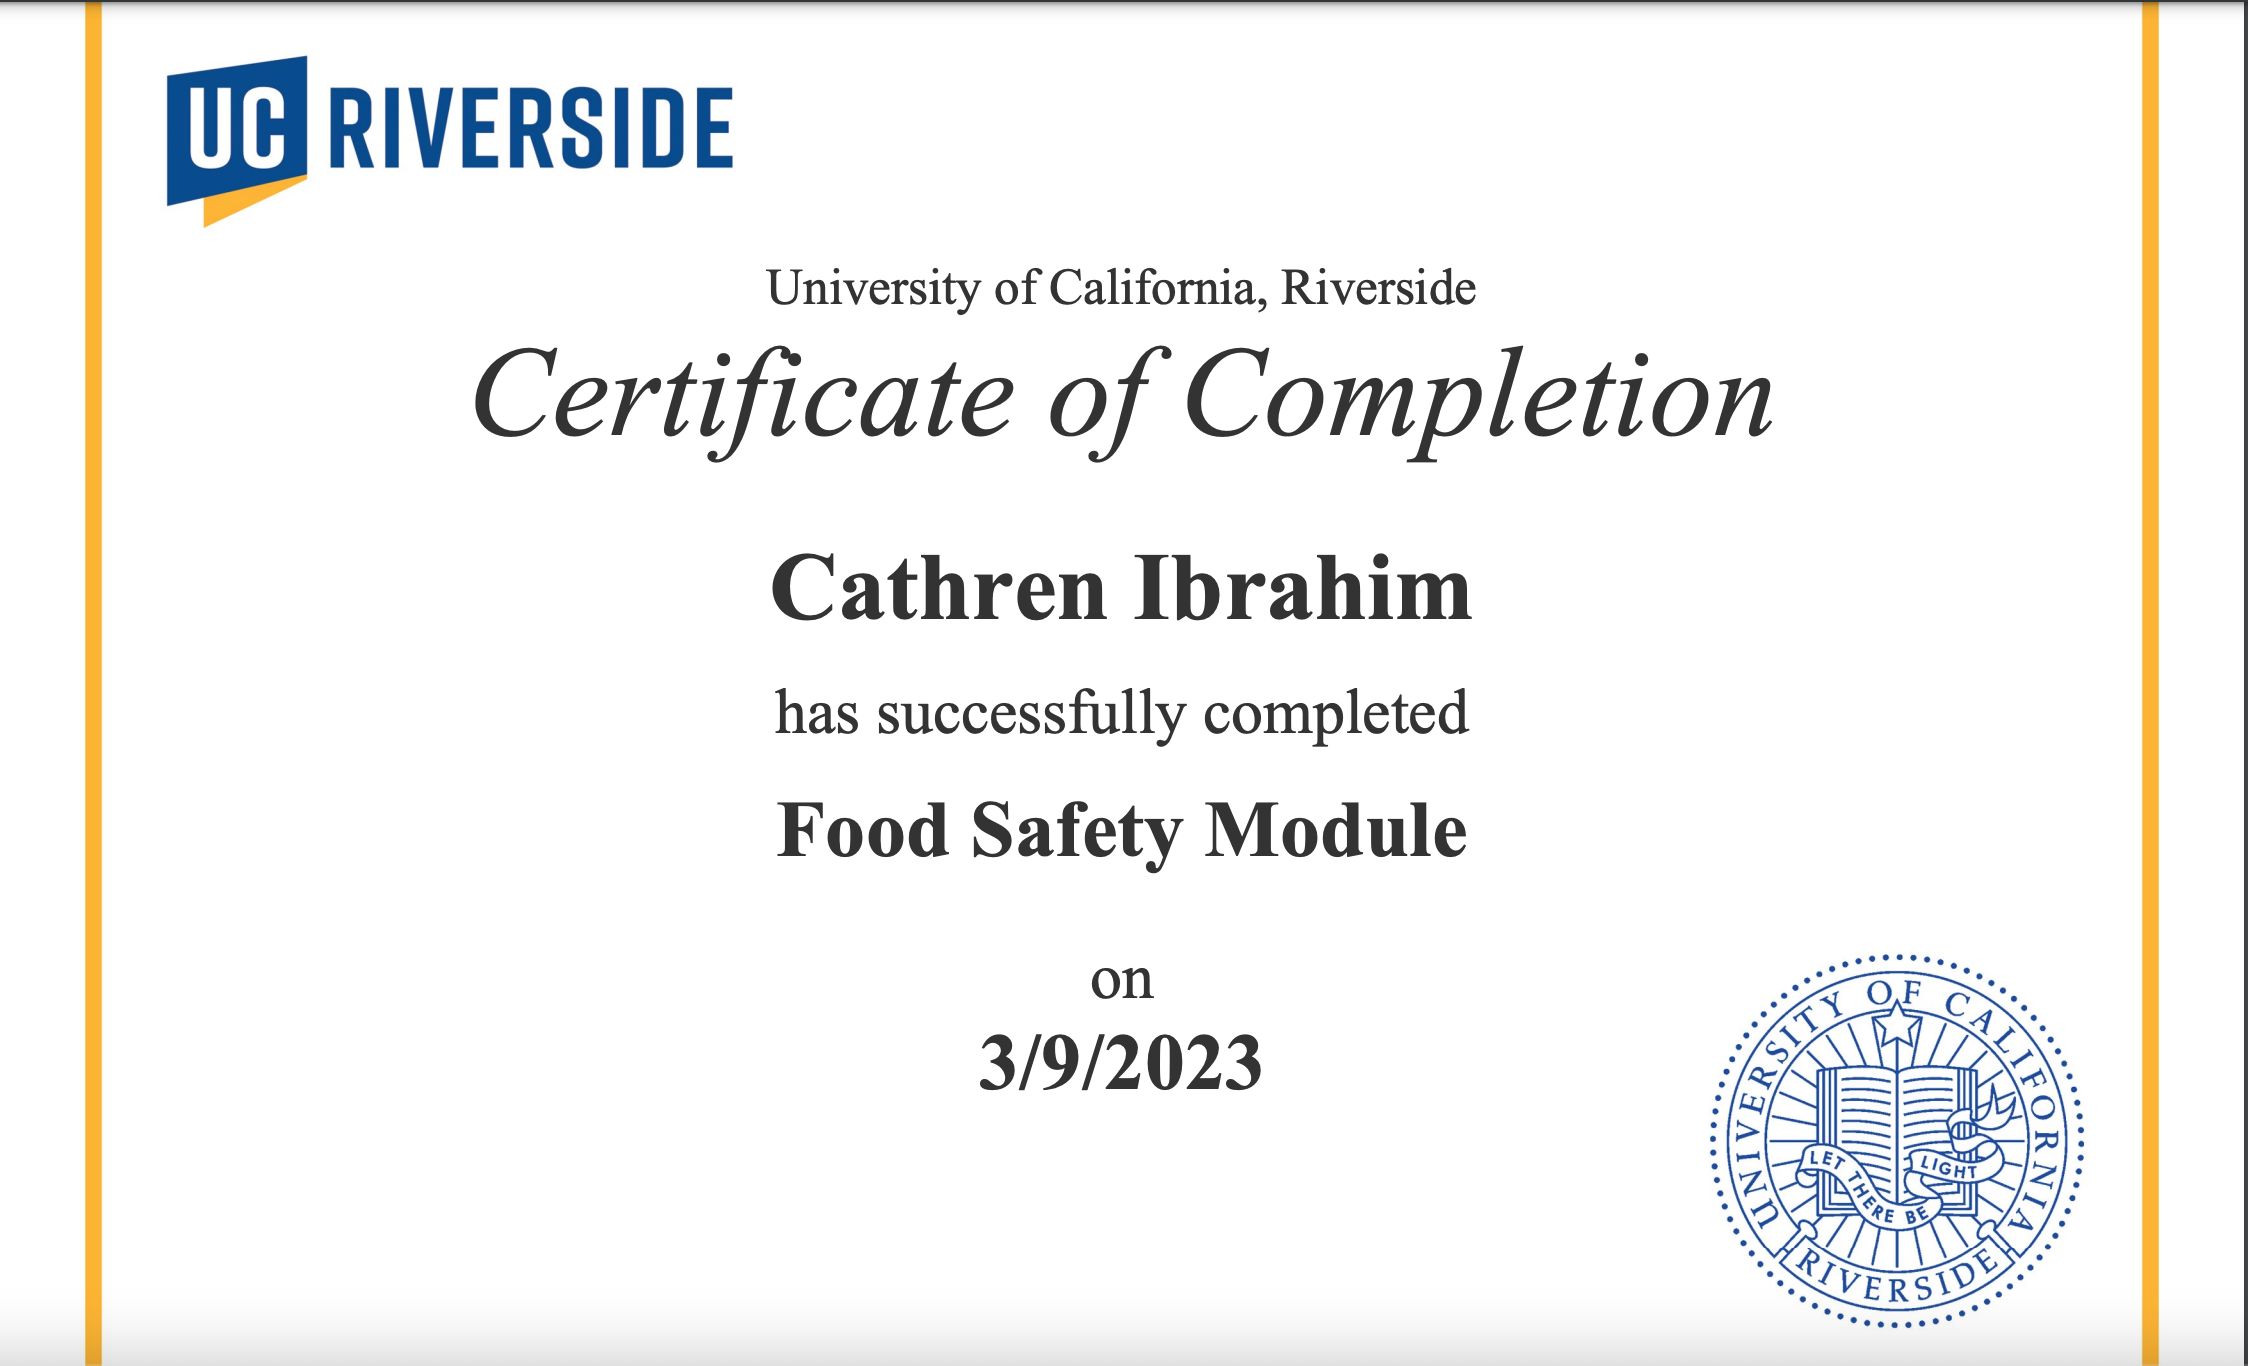 UC RIVERSIDE
University of California, Riverside
Certificate of Completion
Cathren Ibrahim
has successfully completed
Food Safety Module
on
3/9/2023
UNIVERSITY OF CALIFORNIA
LET THERE BE LIGHT
RIVERSIDE